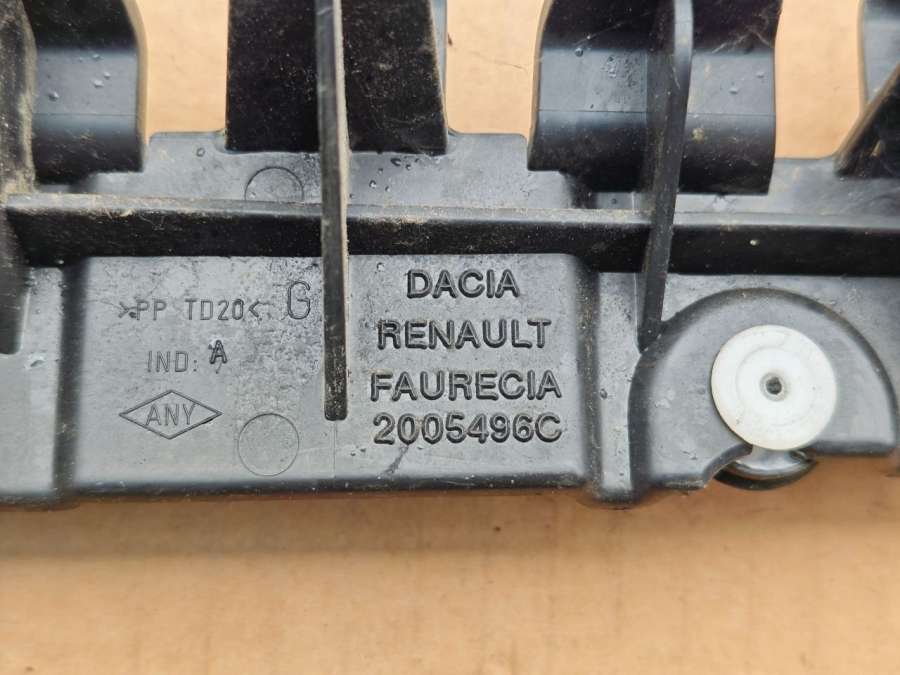 >PP TD20< G
IND: A
ANY
DACIA
RENAULT
FAURECIA
2005496C